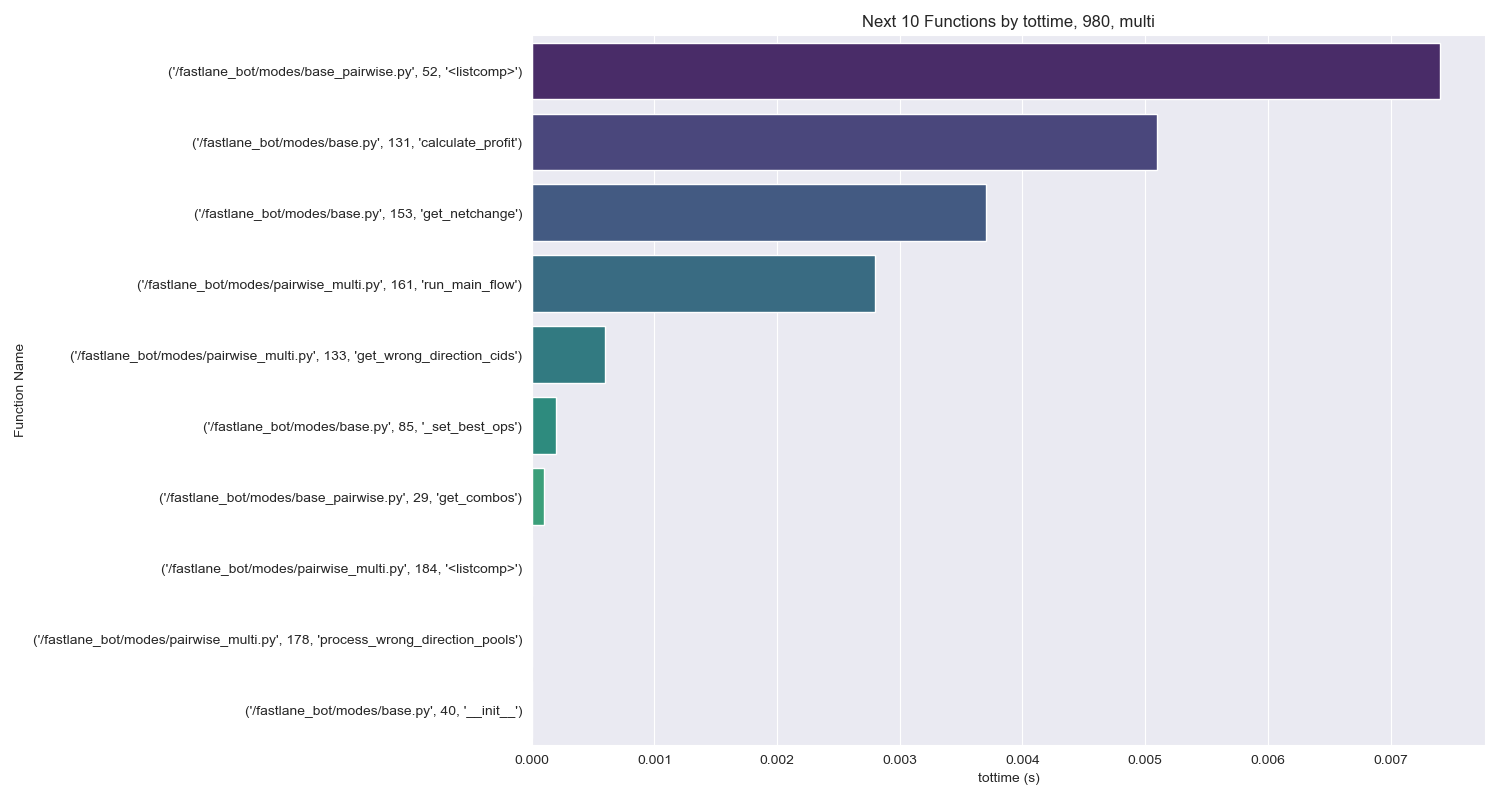 Next 10 Functions by tottime, 980, multi
Function Name
('/fastlane_bot/modes/base_pairwise.py', 52, '<listcomp>')
('/fastlane_bot/modes/base.py', 131, 'calculate_profit')
('/fastlane_bot/modes/base.py', 153, 'get_netchange')
('/fastlane_bot/modes/pairwise_multi.py', 161, 'run_main_flow')
('/fastlane_bot/modes/pairwise_multi.py', 133, 'get_wrong_direction_cids')
('/fastlane_bot/modes/base.py', 85, '_set_best_ops')
('/fastlane_bot/modes/base_pairwise.py', 29, 'get_combos')
('/fastlane_bot/modes/pairwise_multi.py', 184, '<listcomp>')
('/fastlane_bot/modes/pairwise_multi.py', 178, 'process_wrong_direction_pools')
('/fastlane_bot/modes/base.py', 40, '__init__')
0.000 0.001 0.002 0.003 0.004 0.005 0.006 0.007
tottime (s)